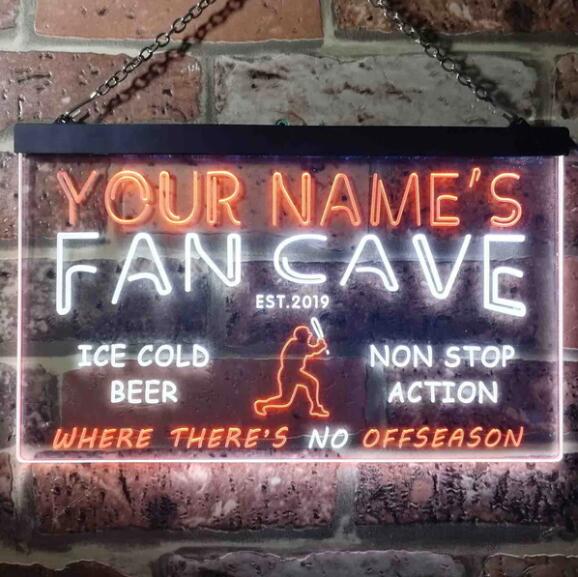 YOUR NAME'S
FAN CAVE
EST.2019
ICE COLD
BEER
NON STOP
ACTION
WHERE THERE'S NO OFFSEASON